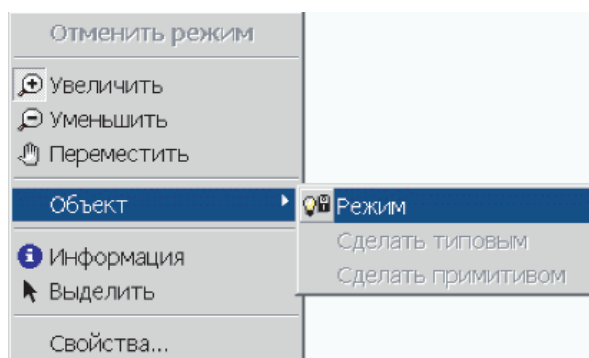 Отменить режим
Увеличить
Уменьшить
Переместить
Объект
Режим
Сделать типовым
Сделать примитивом
Информация
Выделить
Свойства...